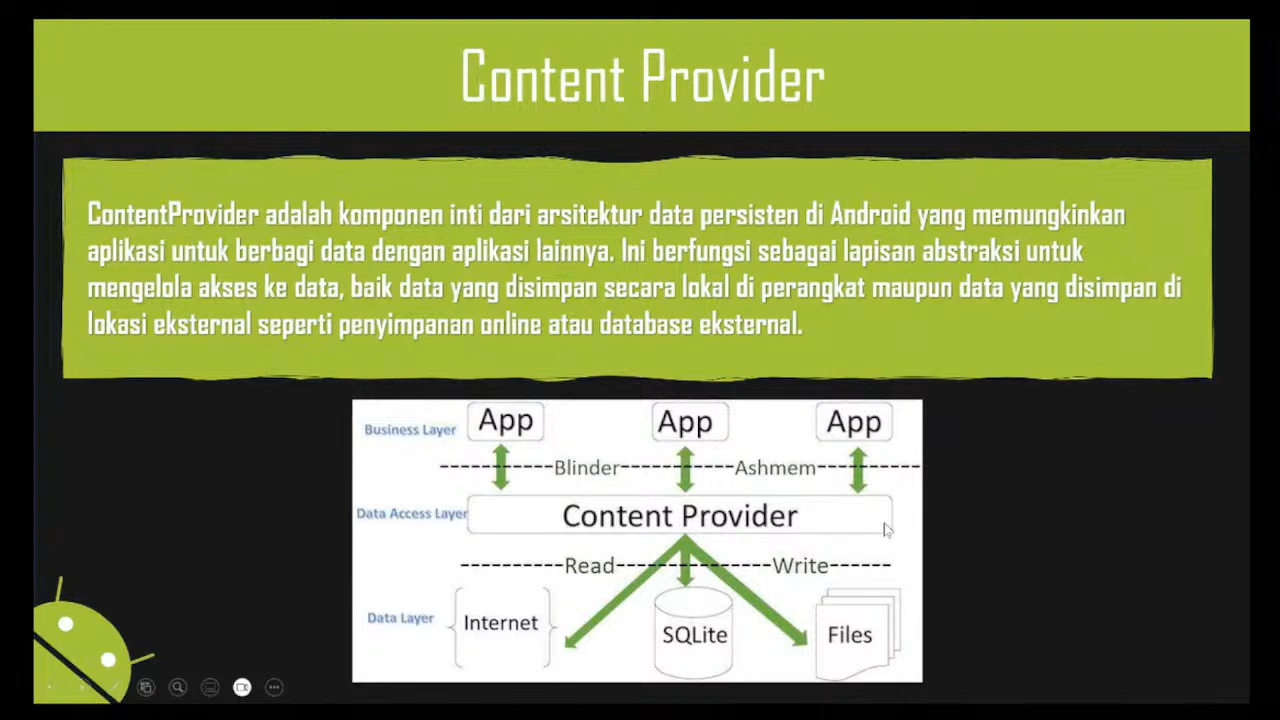 Content Provider
ContentProvider adalah komponen inti dari arsitektur data persisten di Android yang memungkinkan
aplikasi untuk berbagi data dengan aplikasi lainnya. Ini berfungsi sebagai lapisan abstraksi untuk
mengelola akses ke data, baik data yang disimpan secara lokal di perangkat maupun data yang disimpan di
lokasi eksternal seperti penyimpanan online atau database eksternal.
Business Layer
App
App
App
Blinder
Ashmem
Data Access Layer
Content Provider
Read
Write
Data Layer
Internet
SQLite
Files